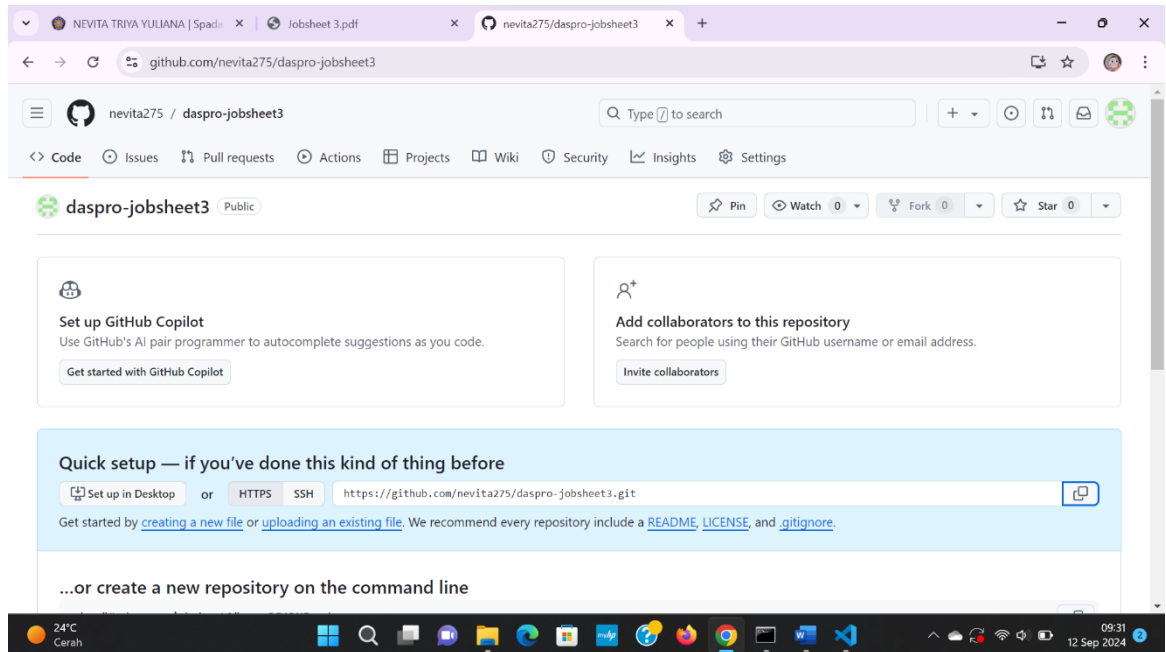 NEVITA TRIYA YULIANA | Spada
Jobsheet 3.pdf
nevita275/daspro-jobsheet3
github.com/nevita275/daspro-jobsheet3
nevita275 / daspro-jobsheet3
Type / to search
<> Code
Issues
Pull requests
Actions
Projects
Wiki
Security
Insights
Settings
daspro-jobsheet3 Public
Pin
Watch 0
Fork 0
Star 0
Set up GitHub Copilot
Use GitHub's AI pair programmer to autocomplete suggestions as you code.
Get started with GitHub Copilot
Add collaborators to this repository
Search for people using their GitHub username or email address.
Invite collaborators
Quick setup — if you've done this kind of thing before
Set up in Desktop or HTTPS SSH https://github.com/nevita275/daspro-jobsheet3.git
Get started by creating a new file or uploading an existing file. We recommend every repository include a README, LICENSE, and .gitignore.
...or create a new repository on the command line
24°C
Cerah
myhp
09:31
12 Sep 2024
2